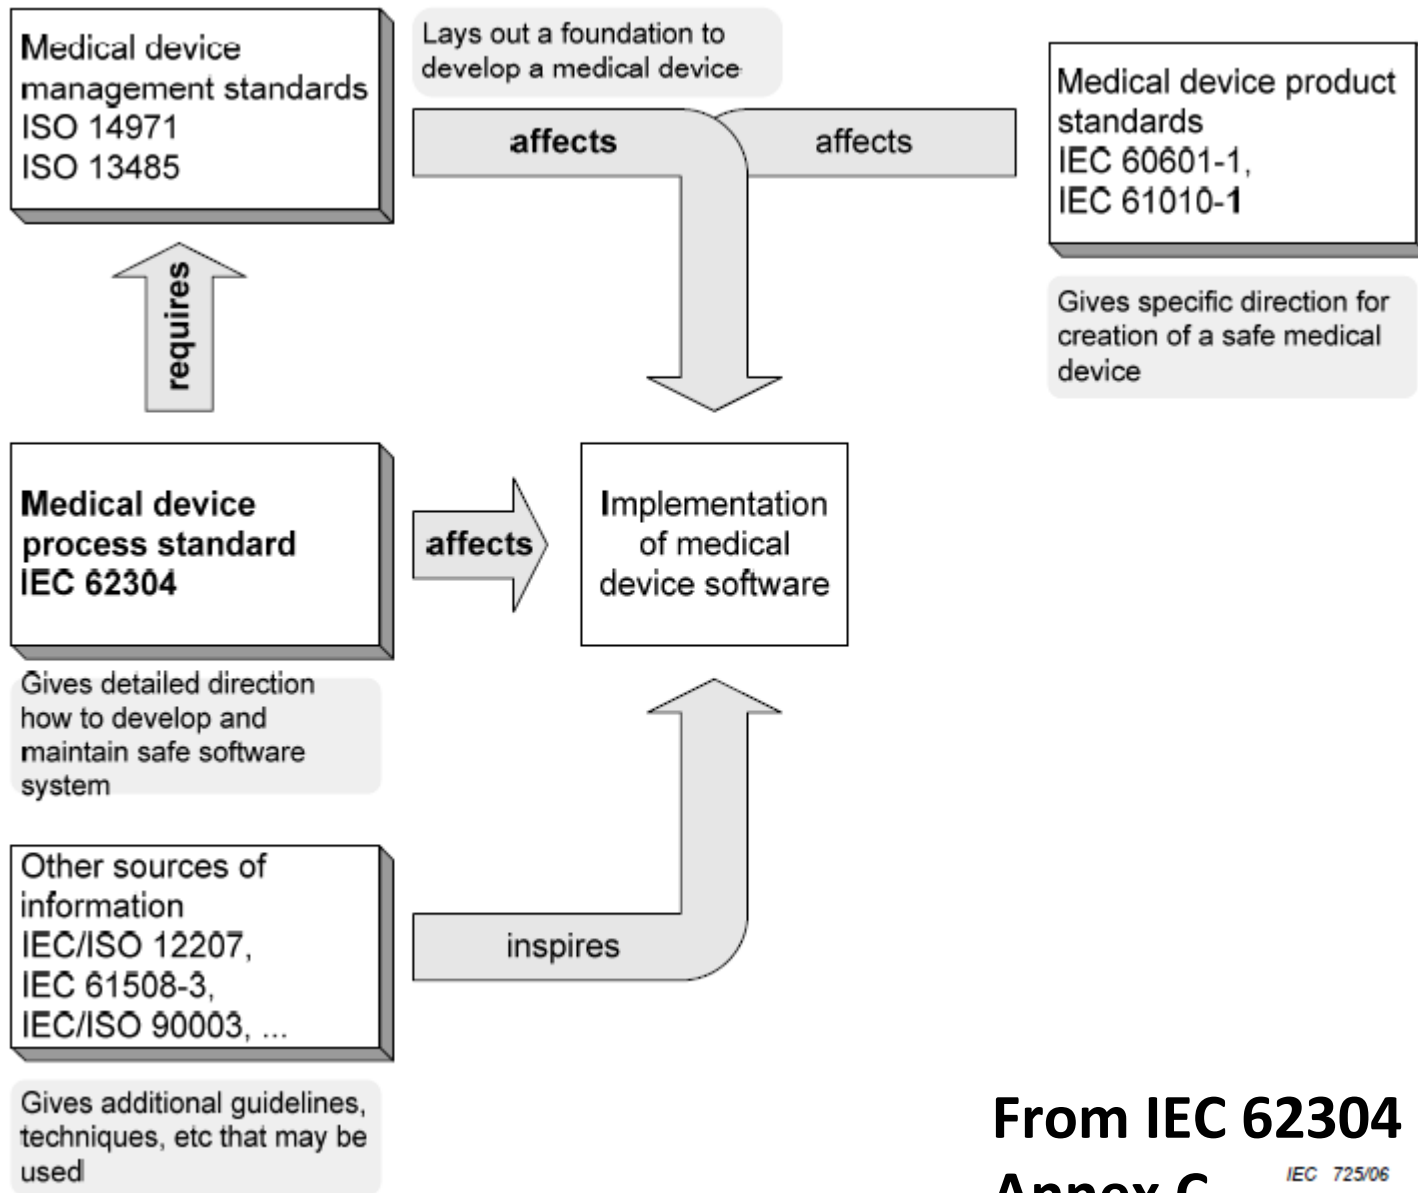 Medical device
management standards
ISO 14971
ISO 13485
Lays out a foundation to
develop a medical device
affects
affects
Medical device product
standards
IEC 60601-1,
IEC 61010-1
Gives specific direction for
creation of a safe medical
device
requires
Medical device
process standard
IEC 62304
affects
Implementation
of medical
device software
Gives detailed direction
how to develop and
maintain safe software
system
Other sources of
information
IEC/ISO 12207,
IEC 61508-3,
IEC/ISO 90003, ...
inspires
Gives additional guidelines,
techniques, etc that may be
used
From IEC 62304
Annex C
IEC 725/06